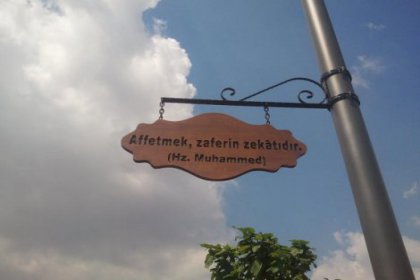 Affetmek, zaferin zekâtıdır.
(Hz. Muhammed)